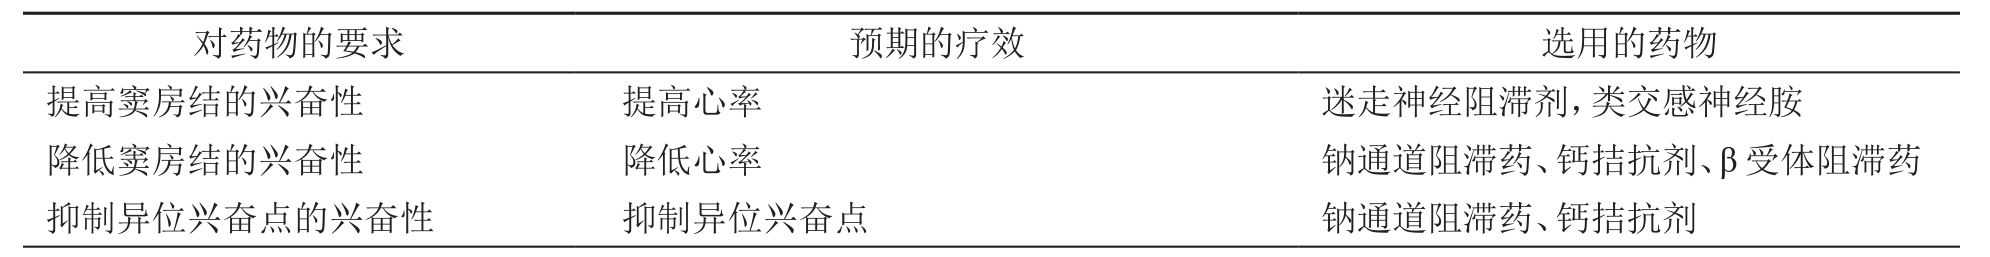 对药物的要求 预期的疗效 选用的药物
提高窦房结的兴奋性 提高心率 迷走神经阻滞剂,类交感神经胺
降低窦房结的兴奋性 降低心率 钠通道阻滞药、钙拮抗剂、β受体阻滞药
抑制异位兴奋点的兴奋性 抑制异位兴奋点 钠通道阻滞药、钙拮抗剂